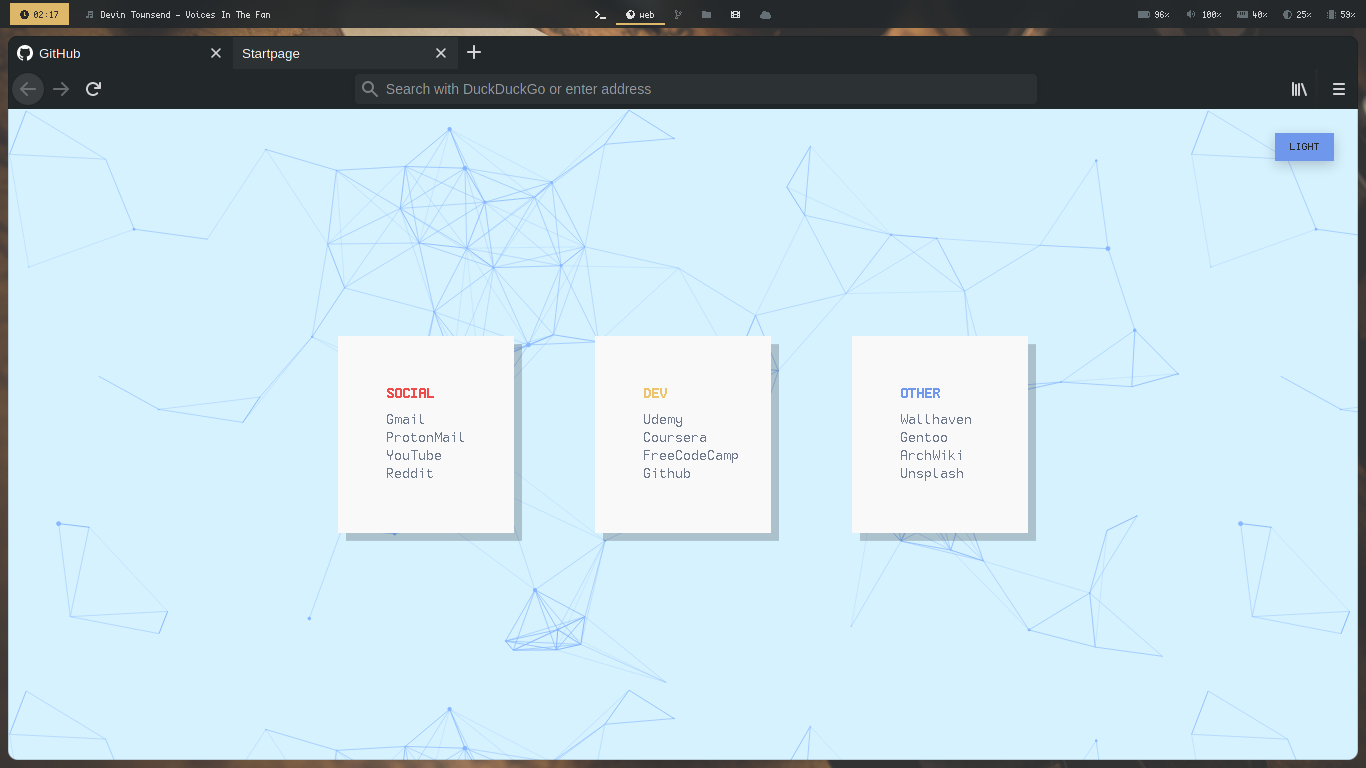 02:17 Devin Townsend - Voices In The Fan web 96% 100% 40% 25% 59%
GitHub Startpage
Search with DuckDuckGo or enter address
LIGHT
SOCIAL
Gmail
ProtonMail
YouTube
Reddit
DEV
Udemy
Coursera
FreeCodeCamp
Github
OTHER
Wallhaven
Gentoo
ArchWiki
Unsplash